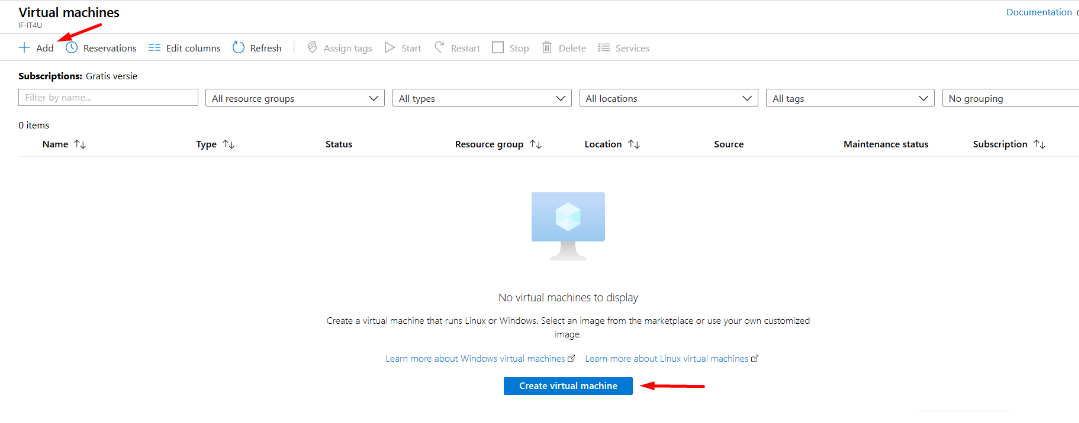 Virtual machines
Documentation
IF-IT4U
Add Reservations Edit columns Refresh Assign tags Start Restart Stop Delete Services
Subscriptions: Gratis versie
Filter by name... All resource groups All types All locations All tags No grouping
0 items
Name Type Status Resource group Location Source Maintenance status Subscription
No virtual machines to display
Create a virtual machine that runs Linux or Windows. Select an image from the marketplace or use your own customized
image.
Learn more about Windows virtual machines Learn more about Linux virtual machines
Create virtual machine